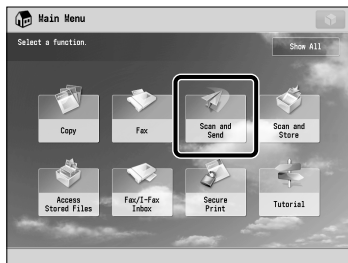 Main Menu
Select a function.
Show All
Copy
Fax
Scan and
Send
Scan and
Store
Access
Stored Files
Fax/I-Fax
Inbox
Secure
Print
Tutorial